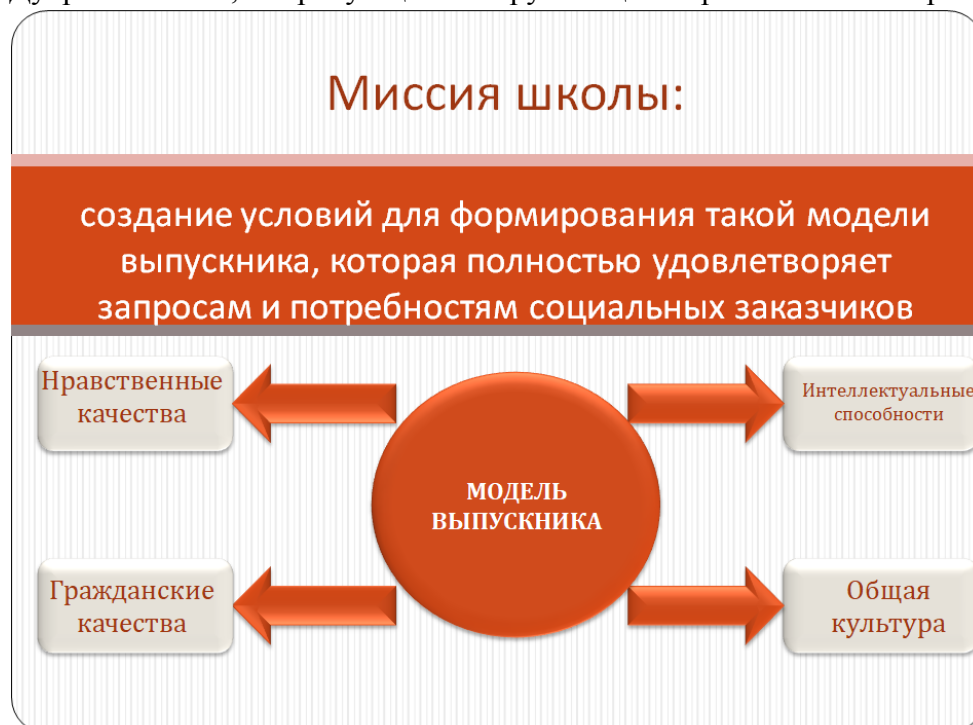 Миссия школы:
создание условий для формирования такой модели
выпускника, которая полностью удовлетворяет
запросам и потребностям социальных заказчиков
Нравственные
качества
Интеллектуальные
способности
МОДЕЛЬ
ВЫПУСКНИКА
Гражданские
качества
Общая
культура